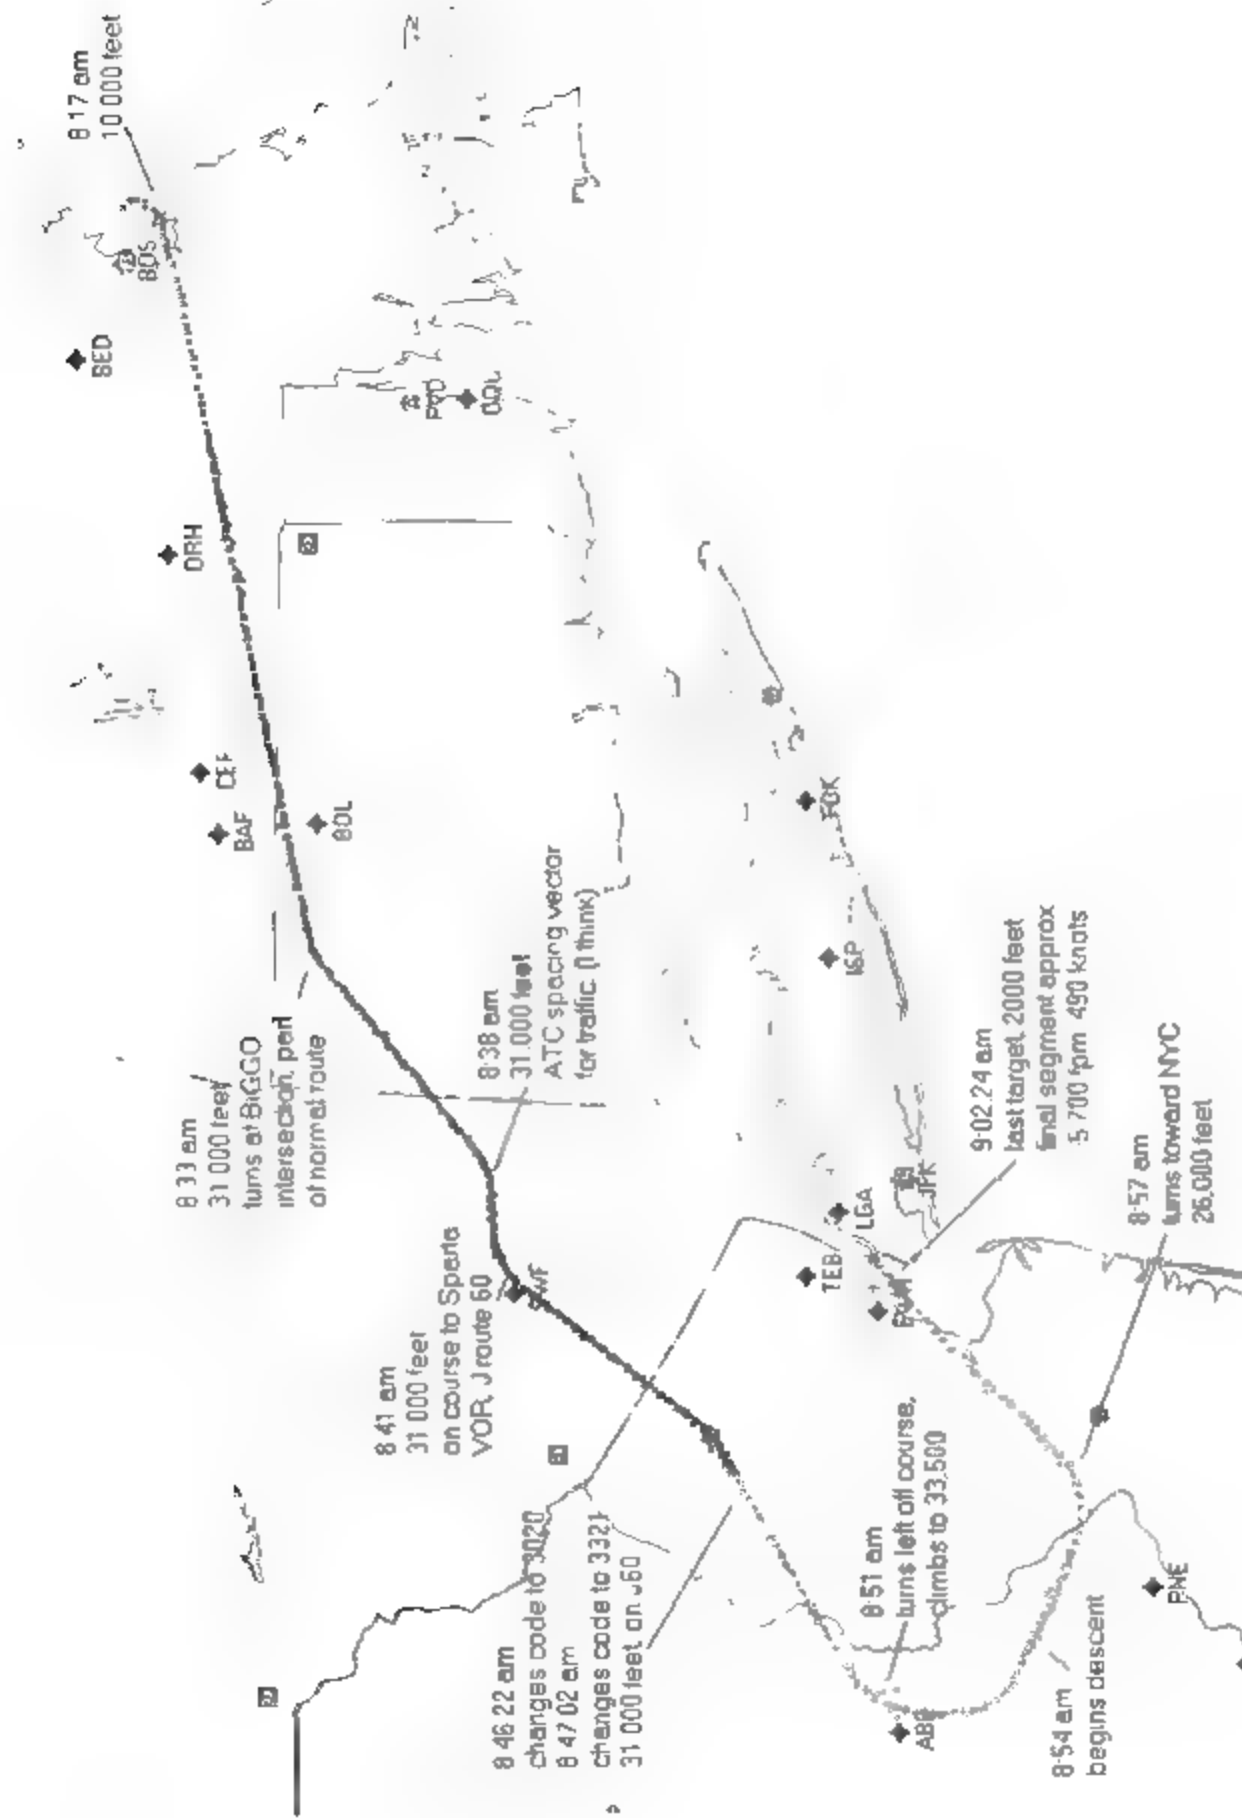 8 17 am
10 000 feet
BOS
BED
ORH
PVD
CEF
BAF
BDL
8 33 am
31 000 feet
turns at BIGGO
intersection, part
of normal route
8:38 am
31.000 feet
ATC spacing vector
for traffic. (I think)
8 41 am
31 000 feet
on course to Sparta
VOR, J route 60
SWF
FOK
ISP
JFK
LGA
TEB
9:02.24 am
last target, 2000 feet
final segment approx
5 700 fpm 490 knots
8:57 am
turns toward NYC
26,000 feet
8 46 22 am
changes code to 3020
8 47 02 am
changes code to 3321
31 000 feet on J60
8:51 am
turns left off course,
climbs to 33,500
ABE
8:54 am
begins descent
PNE